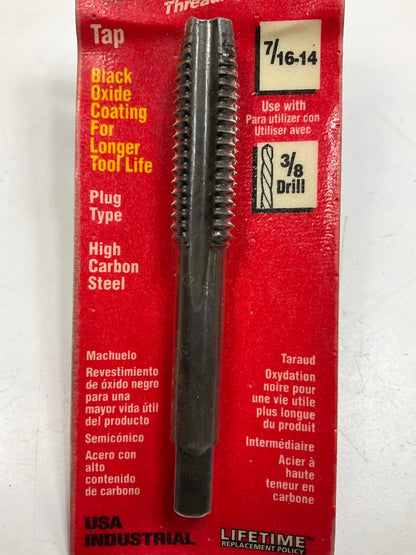 Thread
Tap
7/16-14
Black
Oxide
Coating
For
Longer
Tool Life
Use with
Para utilizer con
Utiliser avec
3/8
Drill
Plug
Type
High
Carbon
Steel
Machuelo
Revestimiento
de óxido negro
para una
mayor vida útil
del producto
Semicónico
Acero con
alto
contenido
de carbono
Taraud
Oxydation
noire pour
une vie utile
plus longue
du produit
Intermédiaire
Acier à
haute
teneur en
carbone
USA
INDUSTRIAL
LIFETIME
REPLACEMENT POLICY